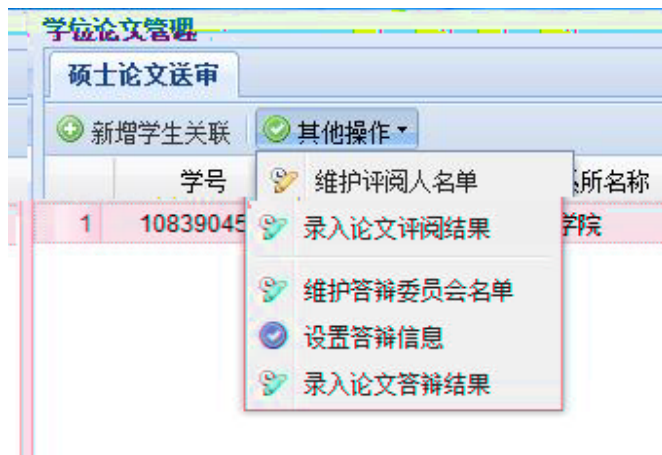 学位论文管理
硕士论文送审
新增学生关联 其他操作
学号 所名称
1 10839045 学院
维护评阅人名单
录入论文评阅结果
维护答辩委员会名单
设置答辩信息
录入论文答辩结果